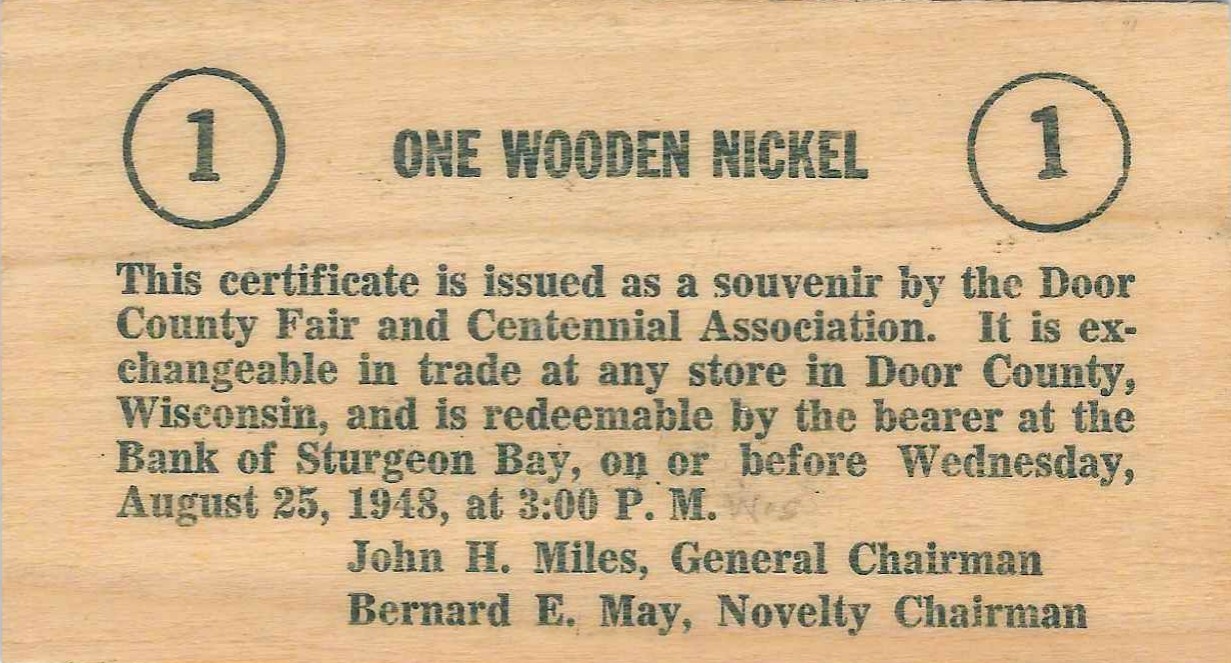 1 ONE WOODEN NICKEL 1
This certificate is issued as a souvenir by the Door
County Fair and Centennial Association. It is ex-
changeable in trade at any store in Door County,
Wisconsin, and is redeemable by the bearer at the
Bank of Sturgeon Bay, on or before Wednesday,
August 25, 1948, at 3:00 P. M. Wis
John H. Miles, General Chairman
Bernard E. May, Novelty Chairman